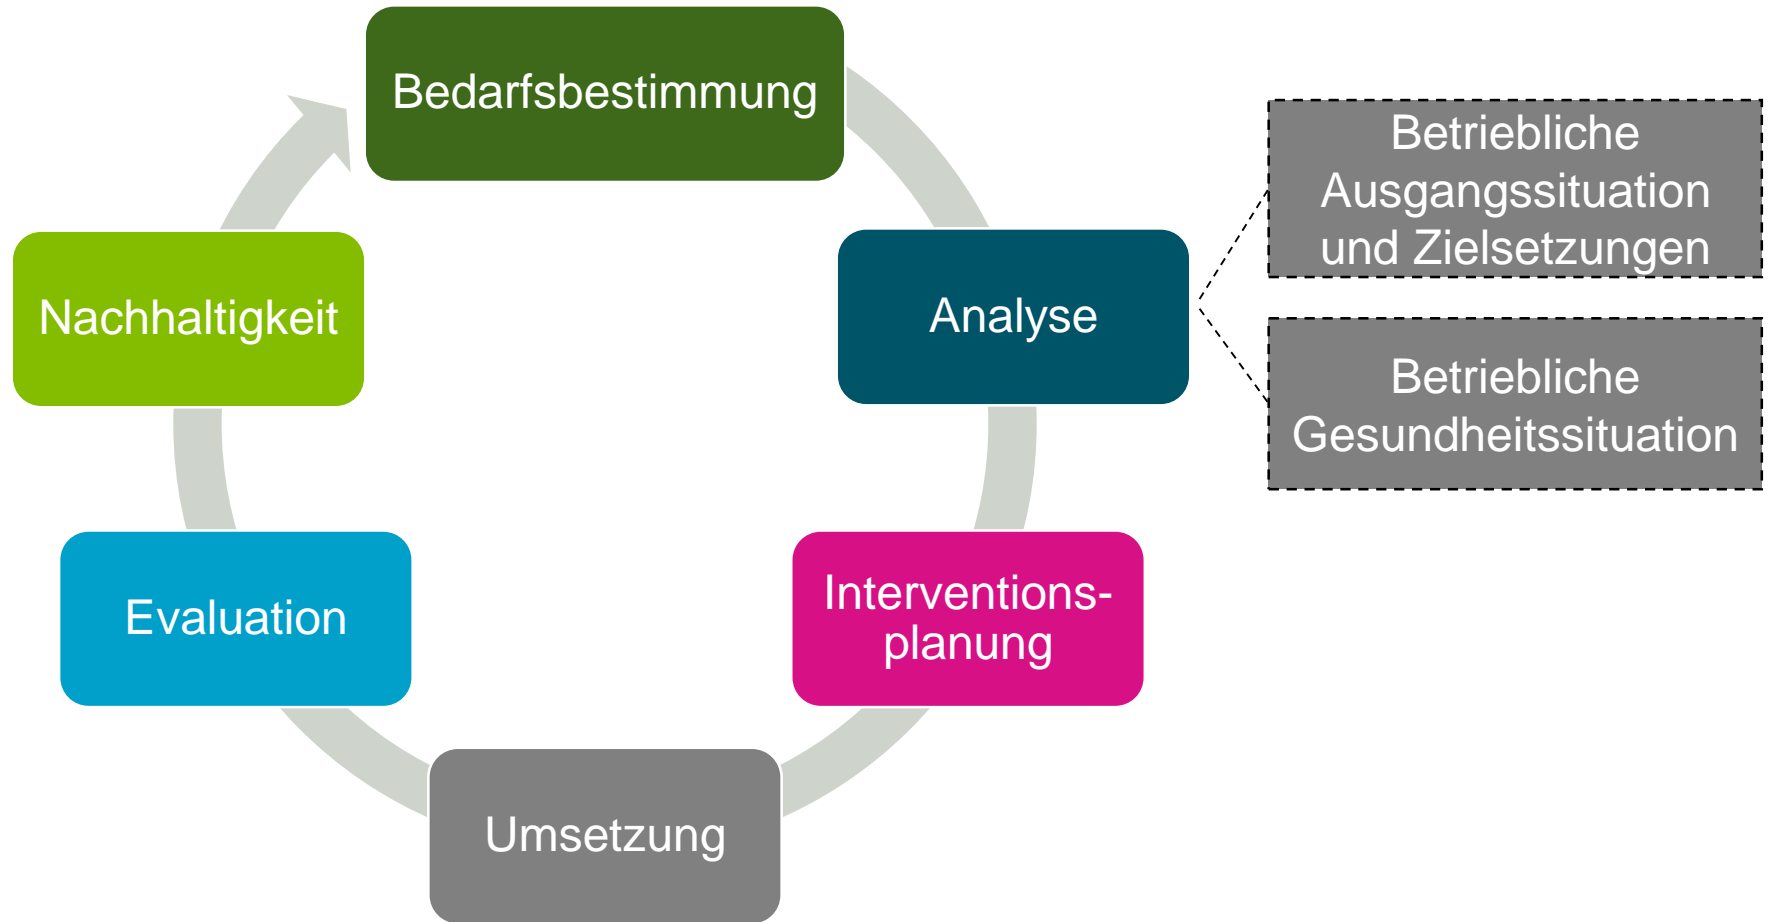 Bedarfsbestimmung
Betriebliche
Ausgangssituation
und Zielsetzungen
Nachhaltigkeit
Analyse
Betriebliche
Gesundheitssituation
Evaluation
Interventions-
planung
Umsetzung